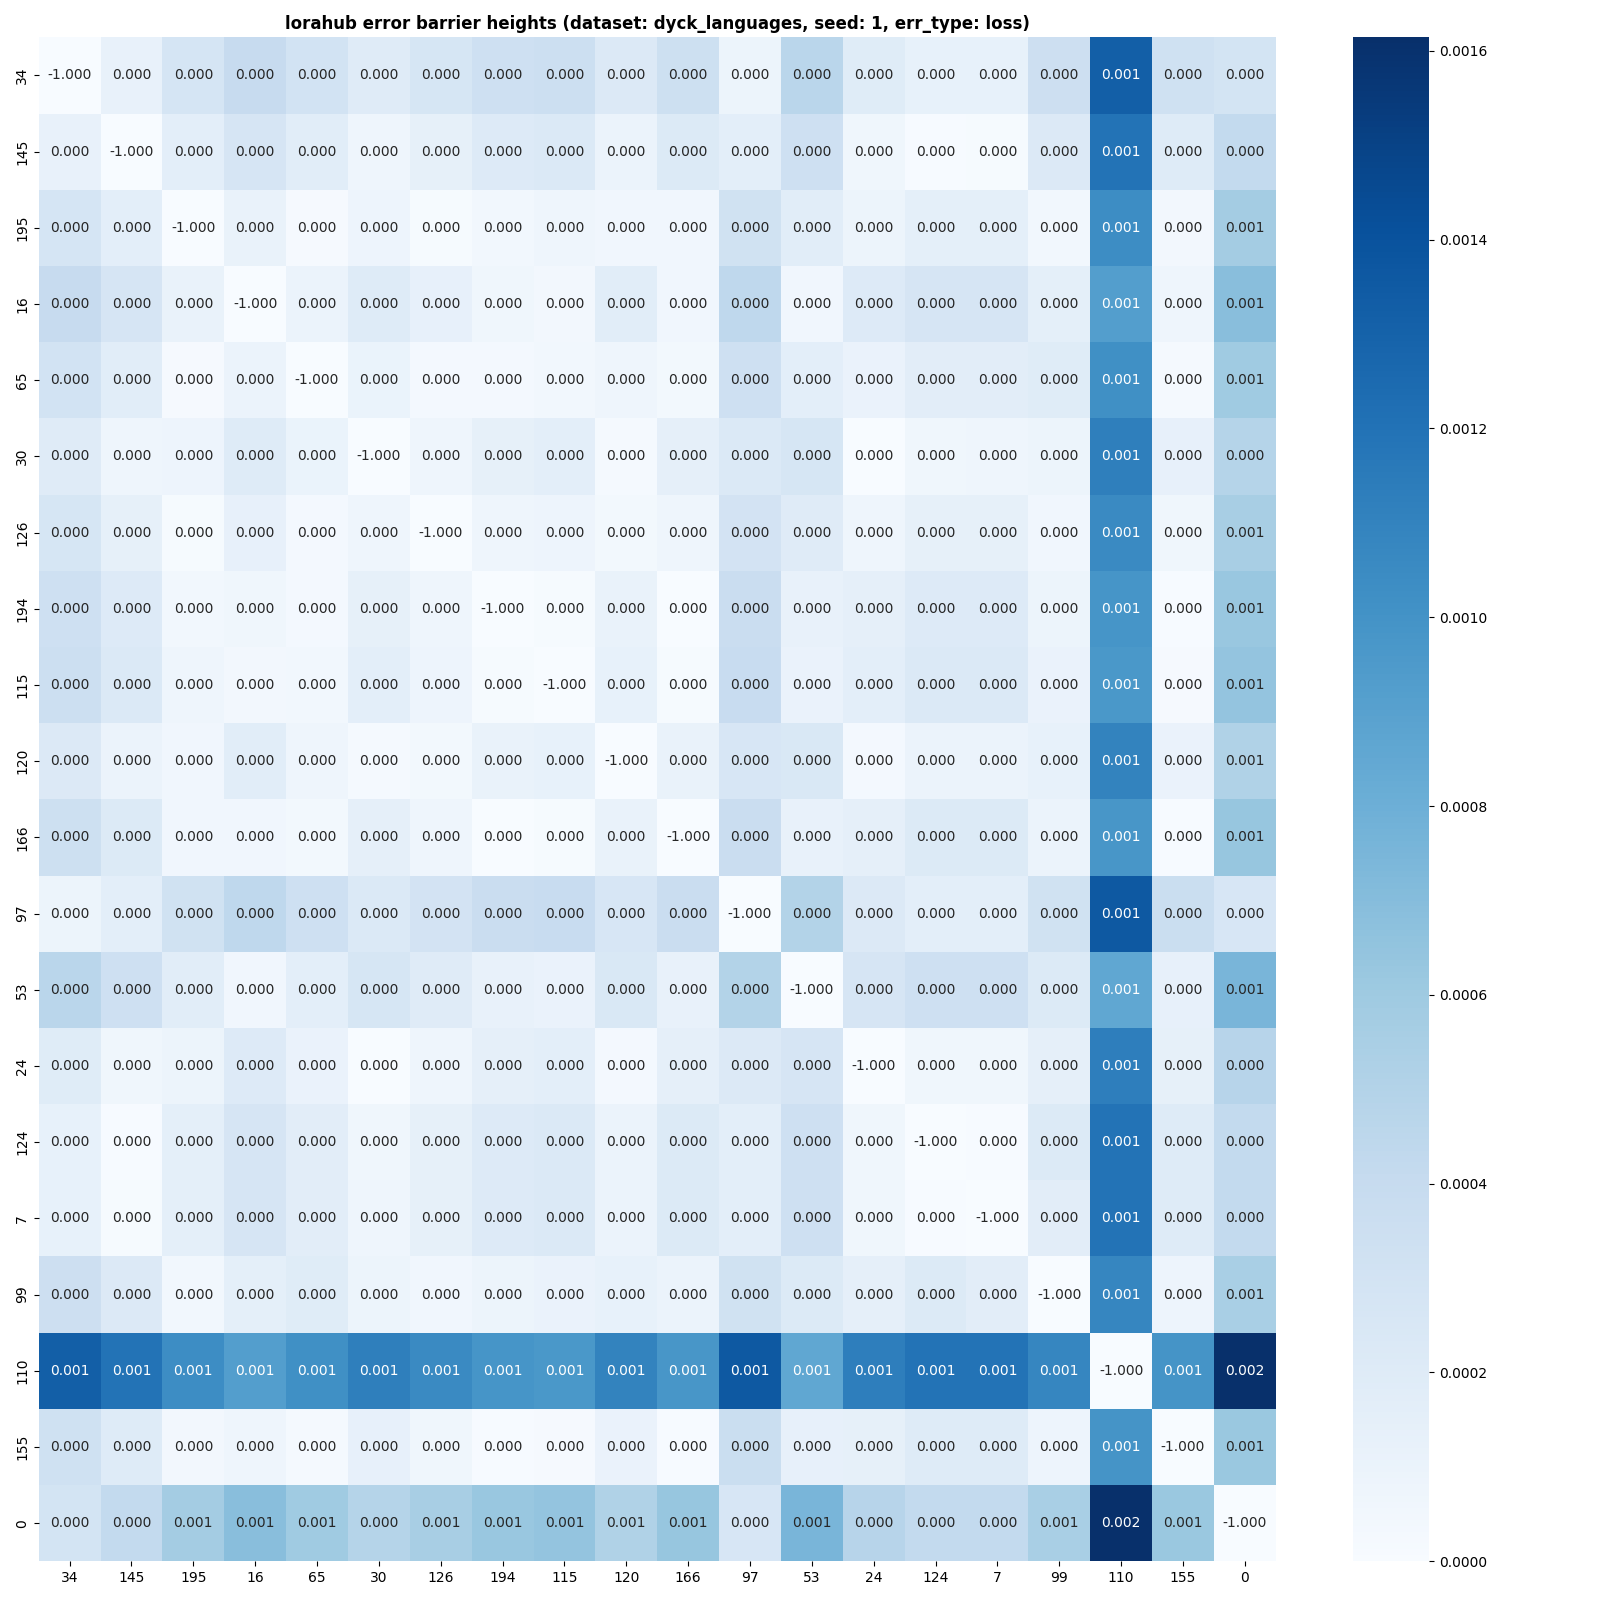 lorahub error barrier heights (dataset: dyck_languages, seed: 1, err_type: loss)
34 -1.000 0.000 0.000 0.000 0.000 0.000 0.000 0.000 0.000 0.000 0.000 0.000 0.000 0.000 0.000 0.000 0.000 0.001 0.000 0.000
145 0.000 -1.000 0.000 0.000 0.000 0.000 0.000 0.000 0.000 0.000 0.000 0.000 0.000 0.000 0.000 0.000 0.000 0.001 0.000 0.000
195 0.000 0.000 -1.000 0.000 0.000 0.000 0.000 0.000 0.000 0.000 0.000 0.000 0.000 0.000 0.000 0.000 0.000 0.001 0.000 0.001
16 0.000 0.000 0.000 -1.000 0.000 0.000 0.000 0.000 0.000 0.000 0.000 0.000 0.000 0.000 0.000 0.000 0.000 0.001 0.000 0.001
65 0.000 0.000 0.000 0.000 -1.000 0.000 0.000 0.000 0.000 0.000 0.000 0.000 0.000 0.000 0.000 0.000 0.000 0.001 0.000 0.001
30 0.000 0.000 0.000 0.000 0.000 -1.000 0.000 0.000 0.000 0.000 0.000 0.000 0.000 0.000 0.000 0.000 0.000 0.001 0.000 0.000
126 0.000 0.000 0.000 0.000 0.000 0.000 -1.000 0.000 0.000 0.000 0.000 0.000 0.000 0.000 0.000 0.000 0.000 0.001 0.000 0.001
194 0.000 0.000 0.000 0.000 0.000 0.000 0.000 -1.000 0.000 0.000 0.000 0.000 0.000 0.000 0.000 0.000 0.000 0.001 0.000 0.001
115 0.000 0.000 0.000 0.000 0.000 0.000 0.000 0.000 -1.000 0.000 0.000 0.000 0.000 0.000 0.000 0.000 0.000 0.001 0.000 0.001
120 0.000 0.000 0.000 0.000 0.000 0.000 0.000 0.000 0.000 -1.000 0.000 0.000 0.000 0.000 0.000 0.000 0.000 0.001 0.000 0.001
166 0.000 0.000 0.000 0.000 0.000 0.000 0.000 0.000 0.000 0.000 -1.000 0.000 0.000 0.000 0.000 0.000 0.000 0.001 0.000 0.001
97 0.000 0.000 0.000 0.000 0.000 0.000 0.000 0.000 0.000 0.000 0.000 -1.000 0.000 0.000 0.000 0.000 0.000 0.001 0.000 0.000
53 0.000 0.000 0.000 0.000 0.000 0.000 0.000 0.000 0.000 0.000 0.000 0.000 -1.000 0.000 0.000 0.000 0.000 0.001 0.000 0.001
24 0.000 0.000 0.000 0.000 0.000 0.000 0.000 0.000 0.000 0.000 0.000 0.000 0.000 -1.000 0.000 0.000 0.000 0.001 0.000 0.000
124 0.000 0.000 0.000 0.000 0.000 0.000 0.000 0.000 0.000 0.000 0.000 0.000 0.000 0.000 -1.000 0.000 0.000 0.001 0.000 0.000
7 0.000 0.000 0.000 0.000 0.000 0.000 0.000 0.000 0.000 0.000 0.000 0.000 0.000 0.000 0.000 -1.000 0.000 0.001 0.000 0.000
99 0.000 0.000 0.000 0.000 0.000 0.000 0.000 0.000 0.000 0.000 0.000 0.000 0.000 0.000 0.000 0.000 -1.000 0.001 0.000 0.001
110 0.001 0.001 0.001 0.001 0.001 0.001 0.001 0.001 0.001 0.001 0.001 0.001 0.001 0.001 0.001 0.001 0.001 -1.000 0.001 0.002
155 0.000 0.000 0.000 0.000 0.000 0.000 0.000 0.000 0.000 0.000 0.000 0.000 0.000 0.000 0.000 0.000 0.000 0.001 -1.000 0.001
0 0.000 0.000 0.001 0.001 0.001 0.000 0.001 0.001 0.001 0.001 0.001 0.000 0.001 0.000 0.000 0.000 0.001 0.002 0.001 -1.000
34 145 195 16 65 30 126 194 115 120 166 97 53 24 124 7 99 110 155 0
0.0016
0.0014
0.0012
0.0010
0.0008
0.0006
0.0004
0.0002
0.0000